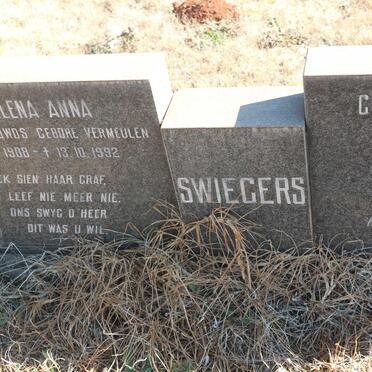 LENA ANNA
GEBORE VERMEULEN
1908 - † 13.10.1992
EK SIEN HAAR GRAF,
LEEF NIE MEER NIE.
ONS SWYG O HEER
DIT WAS U WIL
SWIEGERS